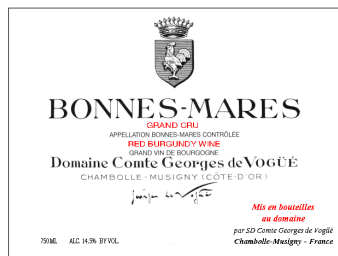 BONNES-MARES
GRAND CRU
APPELLATION BONNES-MARES CONTRÔLÉE
RED BURGUNDY WINE
GRAND VIN DE BOURGOGNE
Domaine Comte Georges de VOGÜÉ
CHAMBOLLE-MUSIGNY (CÔTE-D'OR)
Mis en bouteilles
au domaine
par SD Comte Georges de Vogüé
Chambolle-Musigny - France
750 ML ALC. 14.5% BY VOL.